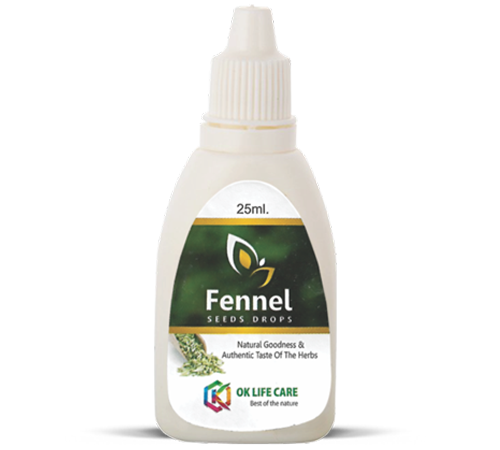 25ml.
Fennel
SEEDS DROPS
Natural Goodness &
Authentic Taste Of The Herbs
OK LIFE CARE
Best of the nature